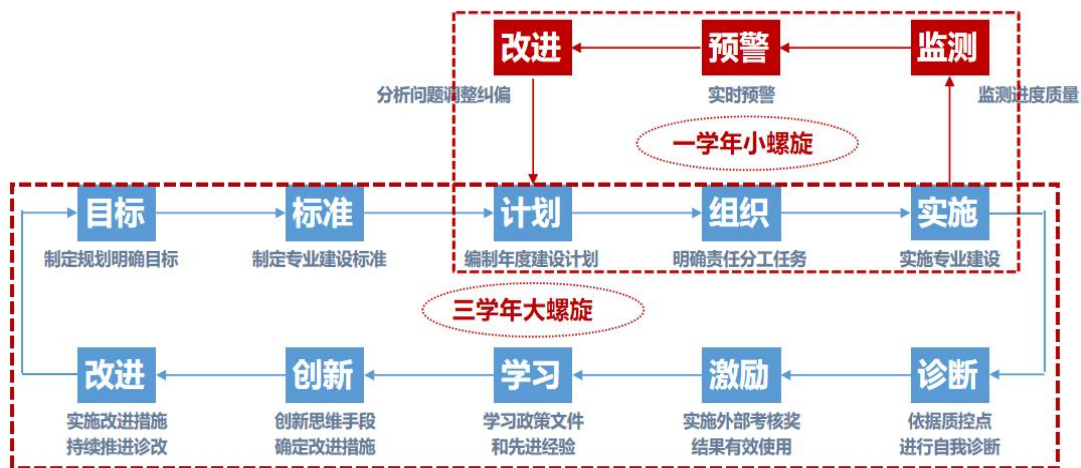 改进
预警
监测
分析问题调整纠偏
实时预警
监测进度质量
一学年小螺旋
目标
标准
计划
组织
实施
制定规划明确目标
制定专业建设标准
编制年度建设计划
明确责任分工任务
实施专业建设
三学年大螺旋
改进
创新
学习
激励
诊断
实施改进措施
持续推进诊改
创新思维手段
确定改进措施
学习政策文件
和先进经验
实施外部考核奖
结果有效使用
依据质控点
进行自我诊断